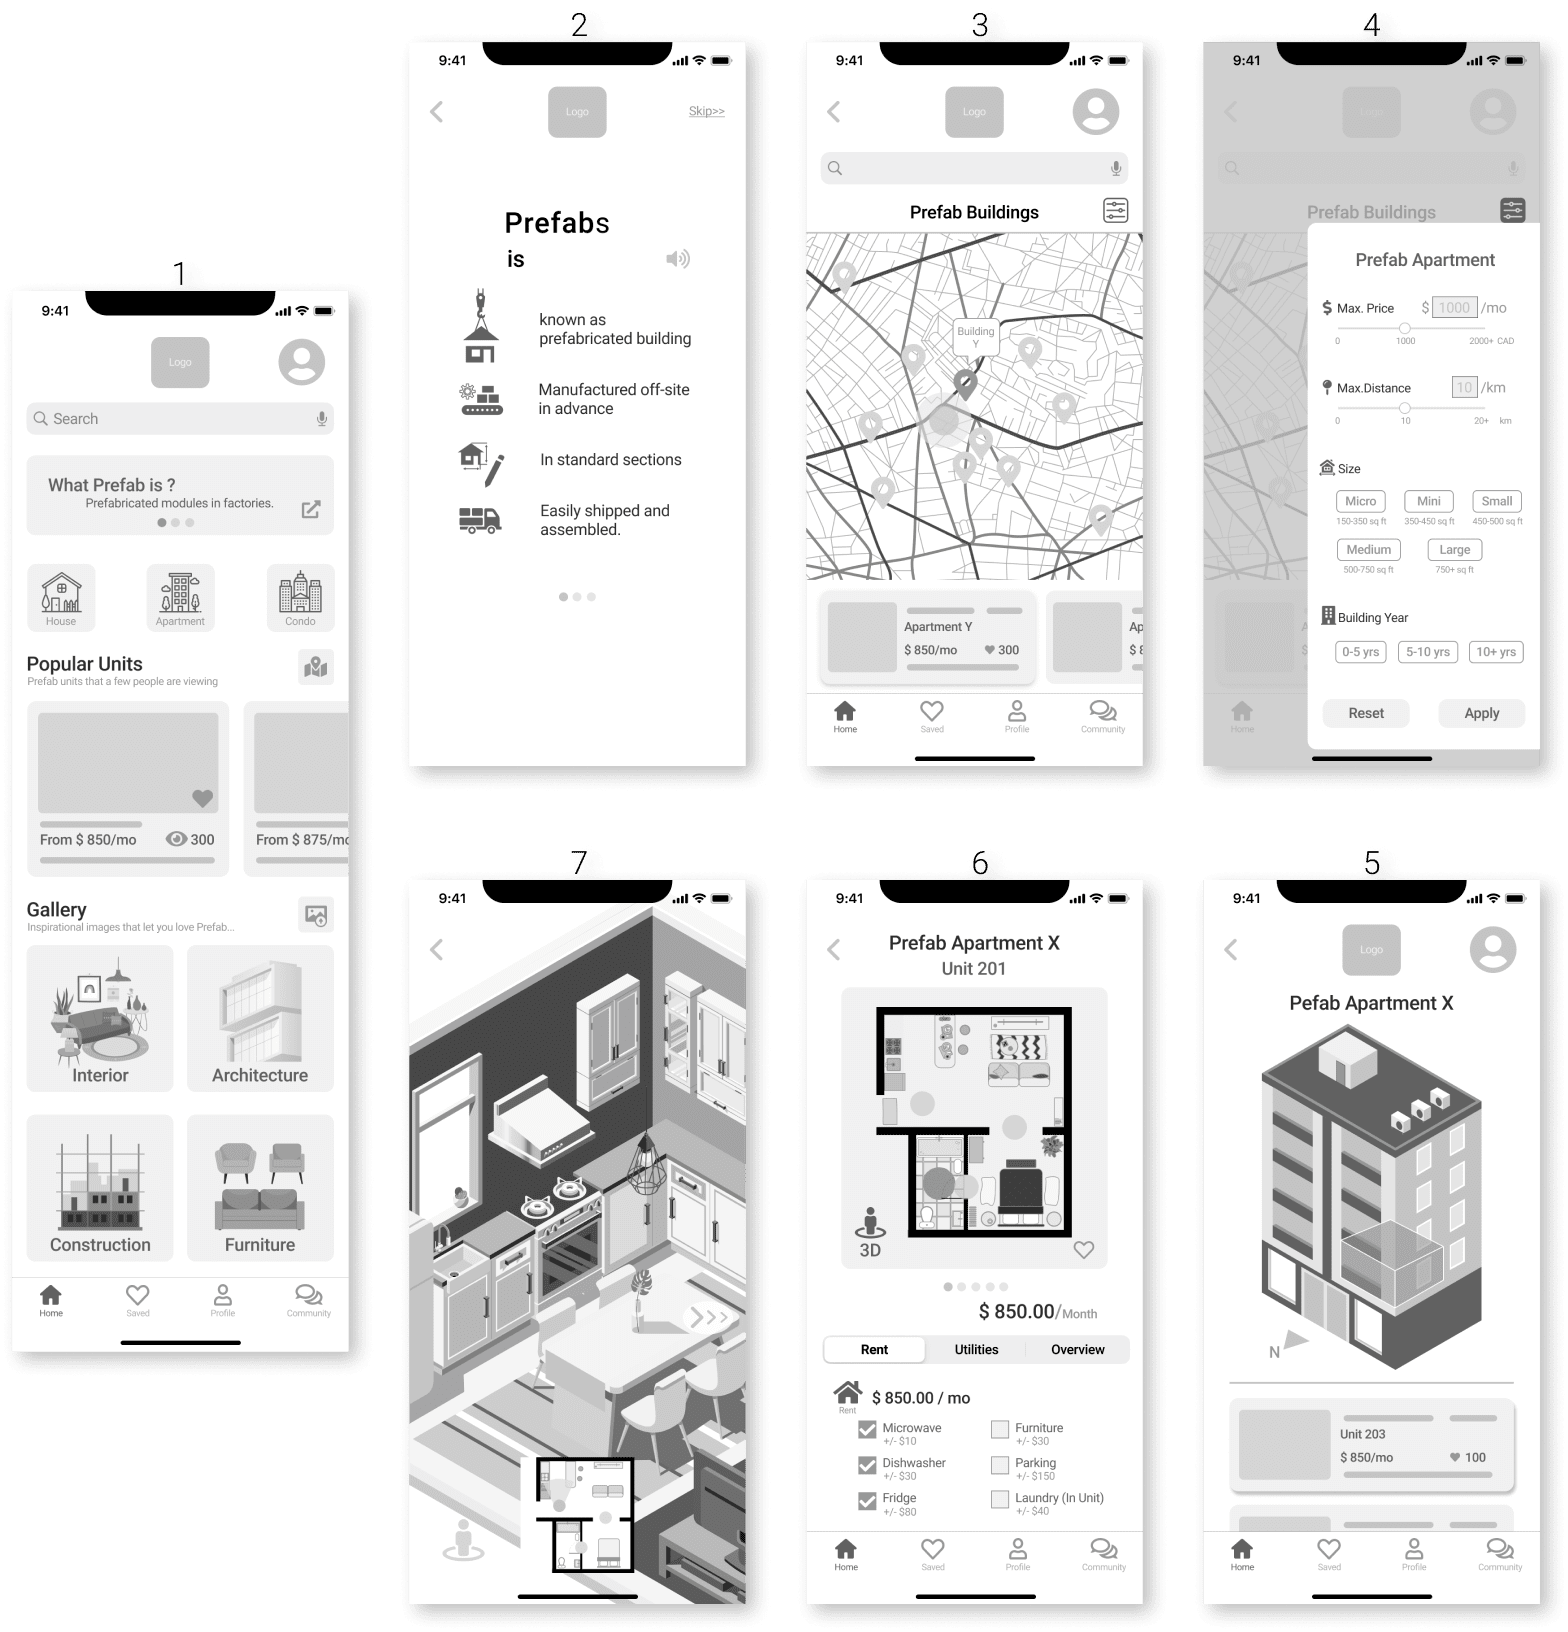 1
9:41
Logo
Search
What Prefab is ?
Prefabricated modules in factories.
House
Apartment
Condo
Popular Units
Prefab units that a few people are viewing
From $ 850/mo
300
From $ 875/mo
Gallery
Inspirational images that let you love Prefab...
Interior
Architecture
Construction
Furniture
Home
Saved
Profile
Community
2
9:41
Logo
Skip>>
Prefabs
is
known as
prefabricated building
Manufactured off-site
in advance
In standard sections
Easily shipped and
assembled.
3
9:41
Logo
Prefab Buildings
Building
Y
Apartment Y
$ 850/mo
300
Ap
$ 8
Home
Saved
Profile
Community
4
9:41
Logo
Prefab Buildings
Prefab Apartment
Max. Price
$ 1000 /mo
0 1000 2000+ CAD
Max.Distance
10 /km
0 10 20+ km
Size
Micro
150-350 sq ft
Mini
350-450 sq ft
Small
450-500 sq ft
Medium
500-750 sq ft
Large
750+ sq ft
Building Year
0-5 yrs
5-10 yrs
10+ yrs
Reset
Apply
A
$
Home
7
9:41
6
9:41
Prefab Apartment X
Unit 201
3D
$ 850.00/Month
Rent
Utilities
Overview
Rent
$ 850.00 / mo
Microwave
+/- $10
Furniture
+/- $30
Dishwasher
+/- $30
Parking
+/- $150
Fridge
+/- $80
Laundry (In Unit)
+/- $40
Home
Saved
Profile
Community
5
9:41
Logo
Pefab Apartment X
N
Unit 203
$ 850/mo
100
Home
Saved
Profile
Community